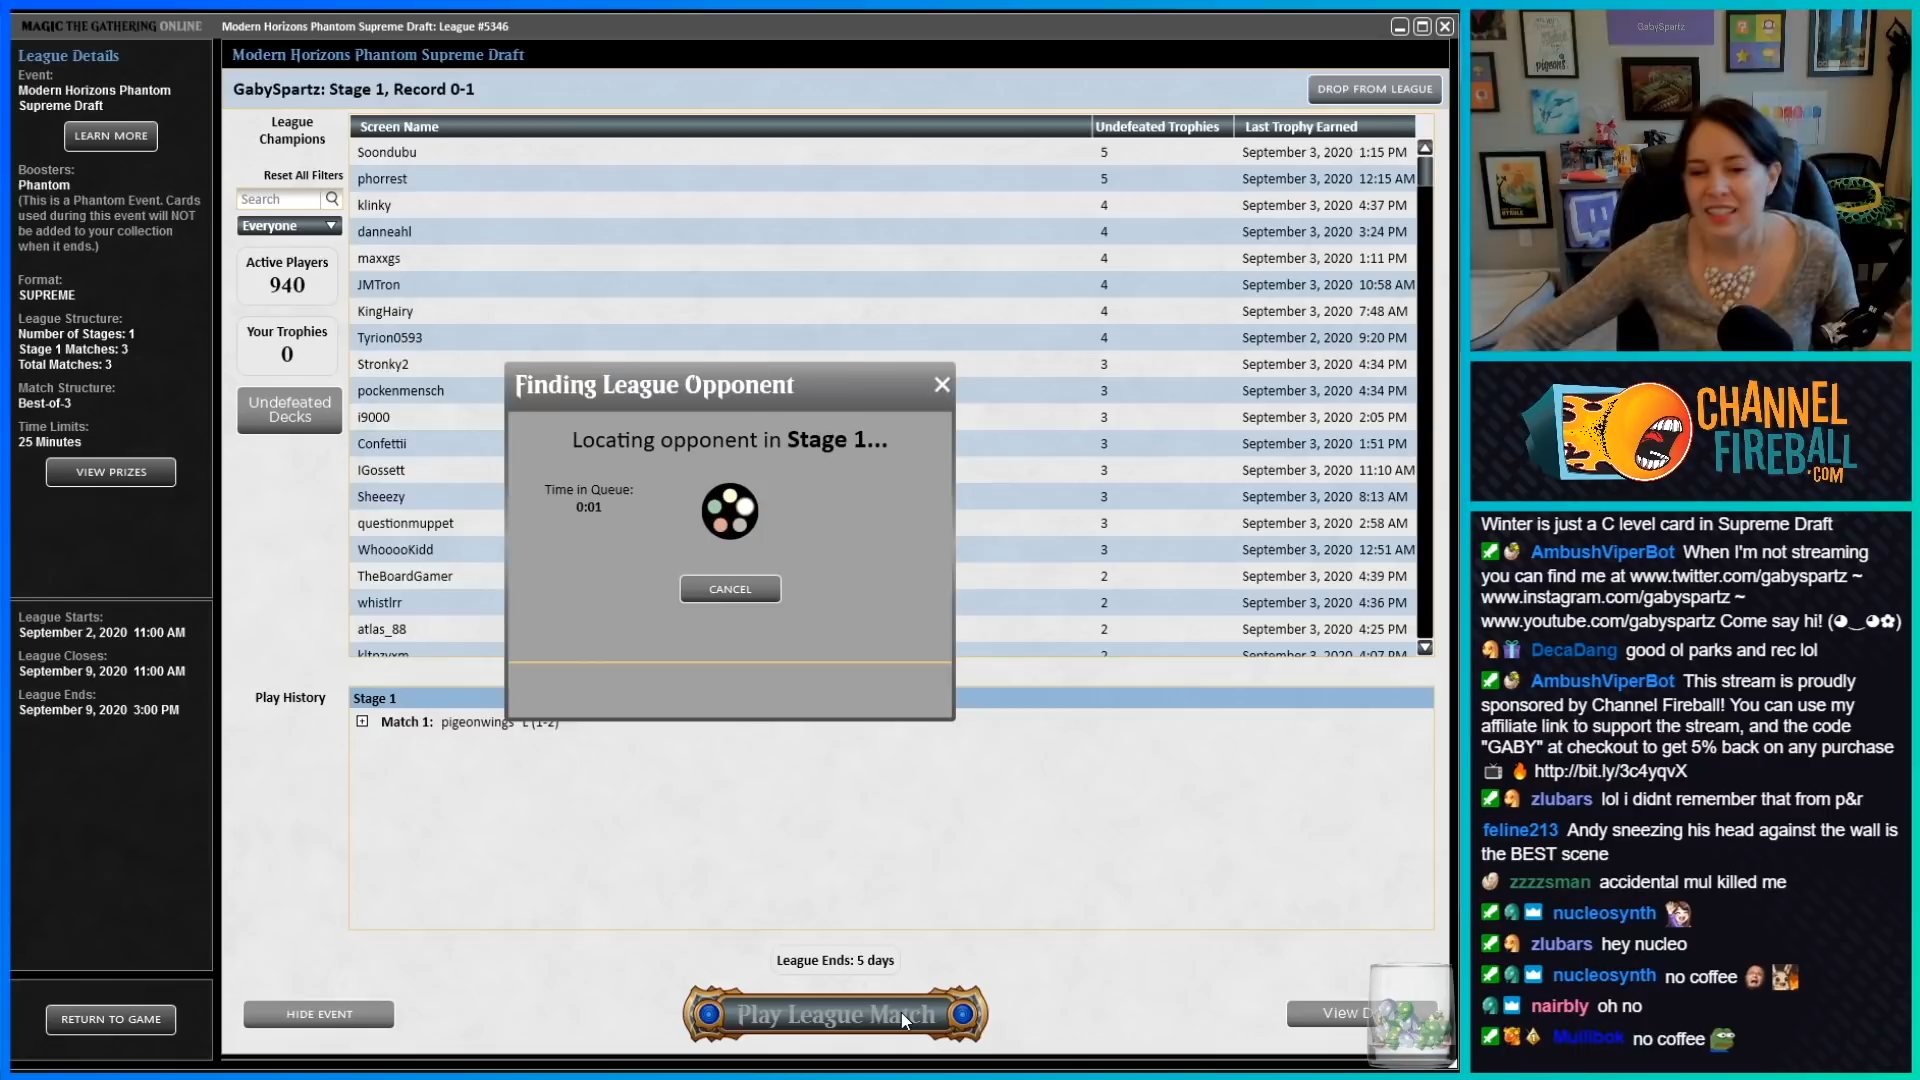 MAGIC THE GATHERING ONLINE
Modern Horizons Phantom Supreme Draft: League #5346
League Details
Event:
Modern Horizons Phantom
Supreme Draft
LEARN MORE
Boosters:
Phantom
(This is a Phantom Event. Cards
used during this event will NOT
be added to your collection
when it ends.)
Format:
SUPREME
League Structure:
Number of Stages: 1
Stage 1 Matches: 3
Total Matches: 3
Match Structure:
Best-of-3
Time Limits:
25 Minutes
VIEW PRIZES
League Starts:
September 2, 2020 11:00 AM
League Closes:
September 9, 2020 11:00 AM
League Ends:
September 9, 2020 3:00 PM
RETURN TO GAME
Modern Horizons Phantom Supreme Draft
GabySpartz: Stage 1, Record 0-1
DROP FROM LEAGUE
League
Champions
Reset All Filters
Search
Everyone
Active Players
940
Your Trophies
0
Undefeated
Decks
Screen Name Undefeated Trophies Last Trophy Earned
Soondubu 5 September 3, 2020 1:15 PM
phorrest 5 September 3, 2020 12:15 AM
klinky 4 September 3, 2020 4:37 PM
danneahl 4 September 3, 2020 3:24 PM
maxxgs 4 September 3, 2020 1:11 PM
JMTron 4 September 3, 2020 10:58 AM
KingHairy 4 September 3, 2020 7:48 AM
Tyrion0593 4 September 2, 2020 9:20 PM
Stronky2 3 September 3, 2020 4:34 PM
pockenmensch 3 September 3, 2020 4:34 PM
i9000 3 September 3, 2020 2:05 PM
Confettii 3 September 3, 2020 1:51 PM
IGossett 3 September 3, 2020 11:10 AM
Sheeezy 3 September 3, 2020 8:13 AM
questionmuppet 3 September 3, 2020 2:58 AM
WhooooKidd 3 September 3, 2020 12:51 AM
TheBoardGamer 2 September 3, 2020 4:39 PM
whistlrr 2 September 3, 2020 4:36 PM
atlas_88 2 September 3, 2020 4:25 PM
2 September 3, 2020 4:07 PM
Finding League Opponent
Locating opponent in Stage 1...
Time in Queue:
0:01
CANCEL
Play History
Stage 1
Match 1: pigeonwings L (1-2)
League Ends: 5 days
HIDE EVENT
Play League Match
View D
GabySpartz
pigeons
HYRULE
CHANNEL
FIREBALL
.COM
Winter is just a C level card in Supreme Draft
AmbushViperBot When I'm not streaming
you can find me at www.twitter.com/gabyspartz ~
www.instagram.com/gabyspartz ~
www.youtube.com/gabyspartz Come say hi! (◕‿◕✿)
DecaDang good ol parks and rec lol
AmbushViperBot This stream is proudly
sponsored by Channel Fireball! You can use my
affiliate link to support the stream, and the code
"GABY" at checkout to get 5% back on any purchase
📺 🔥 http://bit.ly/3c4yqvX
zlubars lol i didnt remember that from p&r
feline213 Andy sneezing his head against the wall is
the BEST scene
zzzzsman accidental mul killed me
nucleosynth
zlubars hey nucleo
nucleosynth no coffee
nairbly oh no
Mullibok no coffee